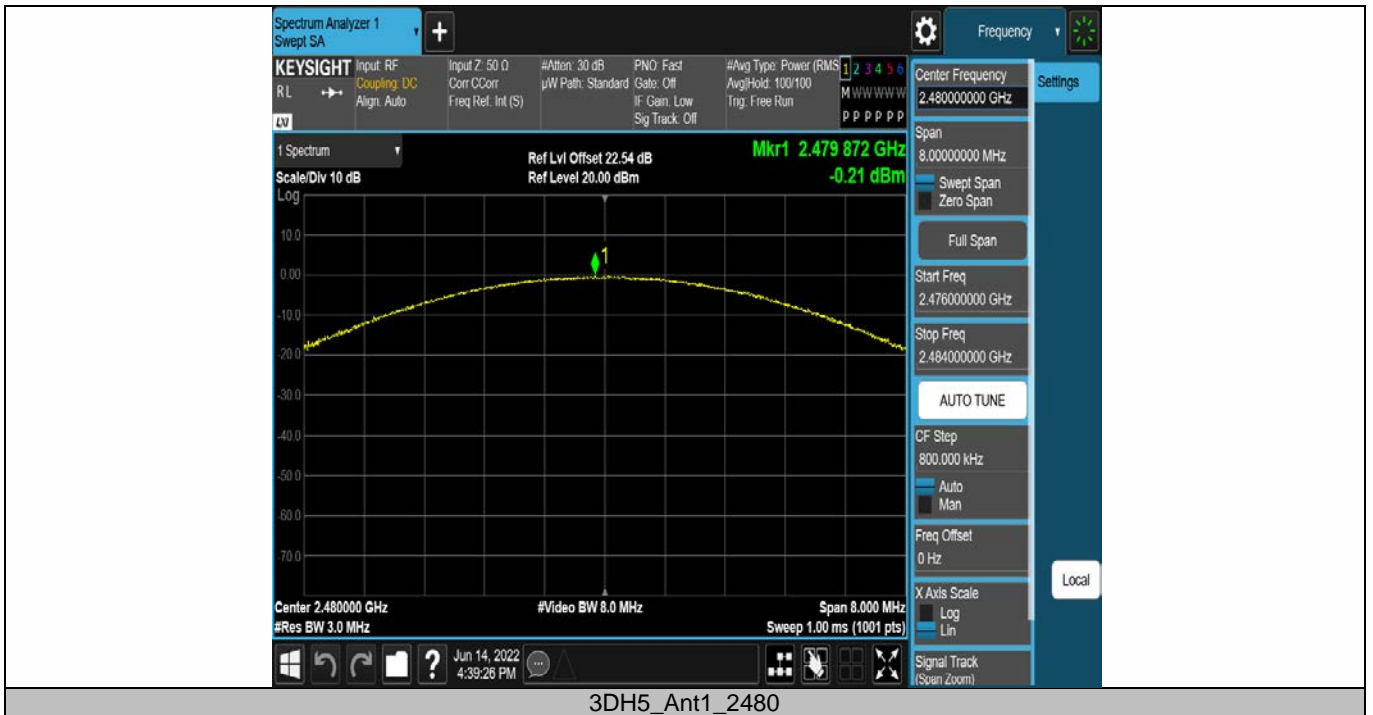 Spectrum Analyzer 1
Swept SA
+
Frequency
KEYSIGHT
RL
LXI
Input: RF
Coupling: DC
Align: Auto
Input Z: 50 Ω
Corr CCorr
Freq Ref: Int (S)
#Atten: 30 dB
µW Path: Standard
PNO: Fast
Gate: Off
IF Gain: Low
Sig Track: Off
#Avg Type: Power (RMS
Avg|Hold: 100/100
Trig: Free Run
1 2 3 4 5 6
M W W W W W
P P P P P P
1 Spectrum
Scale/Div 10 dB
Ref Lvl Offset 22.54 dB
Ref Level 20.00 dBm
Mkr1 2.479 872 GHz
-0.21 dBm
Log
10.0
0.00
-10.0
-20.0
-30.0
-40.0
-50.0
-60.0
-70.0
1
Center 2.480000 GHz
#Res BW 3.0 MHz
#Video BW 8.0 MHz
Span 8.000 MHz
Sweep 1.00 ms (1001 pts)
Center Frequency
2.480000000 GHz
Settings
Span
8.00000000 MHz
Swept Span
Zero Span
Full Span
Start Freq
2.476000000 GHz
Stop Freq
2.484000000 GHz
AUTO TUNE
CF Step
800.000 kHz
Auto
Man
Freq Offset
0 Hz
Local
X Axis Scale
Log
Lin
Signal Track
(Span Zoom)
?
Jun 14, 2022
4:39:26 PM
3DH5_Ant1_2480